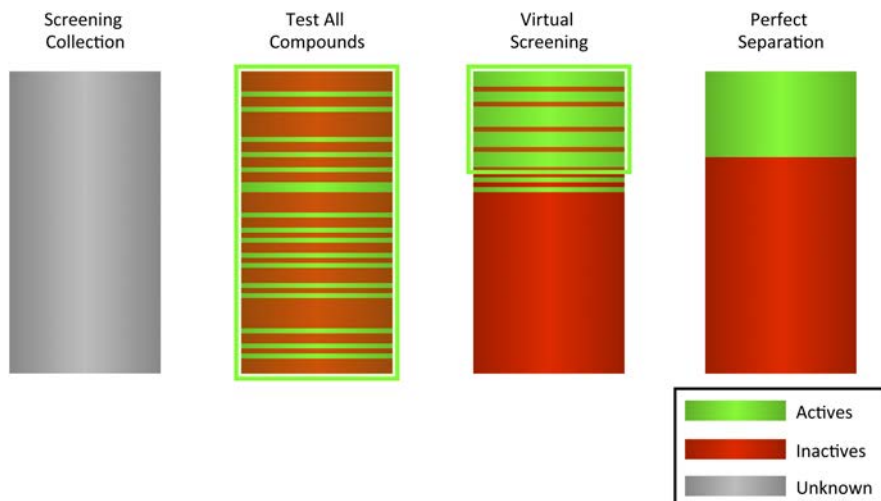 Screening
Collection
Test All
Compounds
Virtual
Screening
Perfect
Separation
Actives
Inactives
Unknown